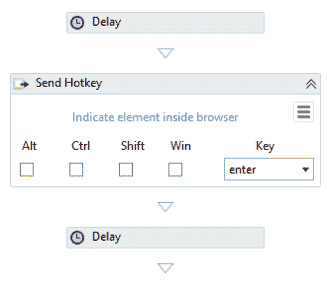 Delay
Send Hotkey
Indicate element inside browser
Alt Ctrl Shift Win Key
enter
Delay